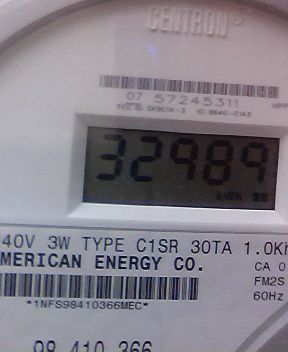 CENTRON
07 57245311
32989
kWh
40V 3W TYPE C1SR 30TA 1.0Kh
MERICAN ENERGY CO.
CA 0
FM2S
*1NFS98410366MEC*
60Hz
98 410 366